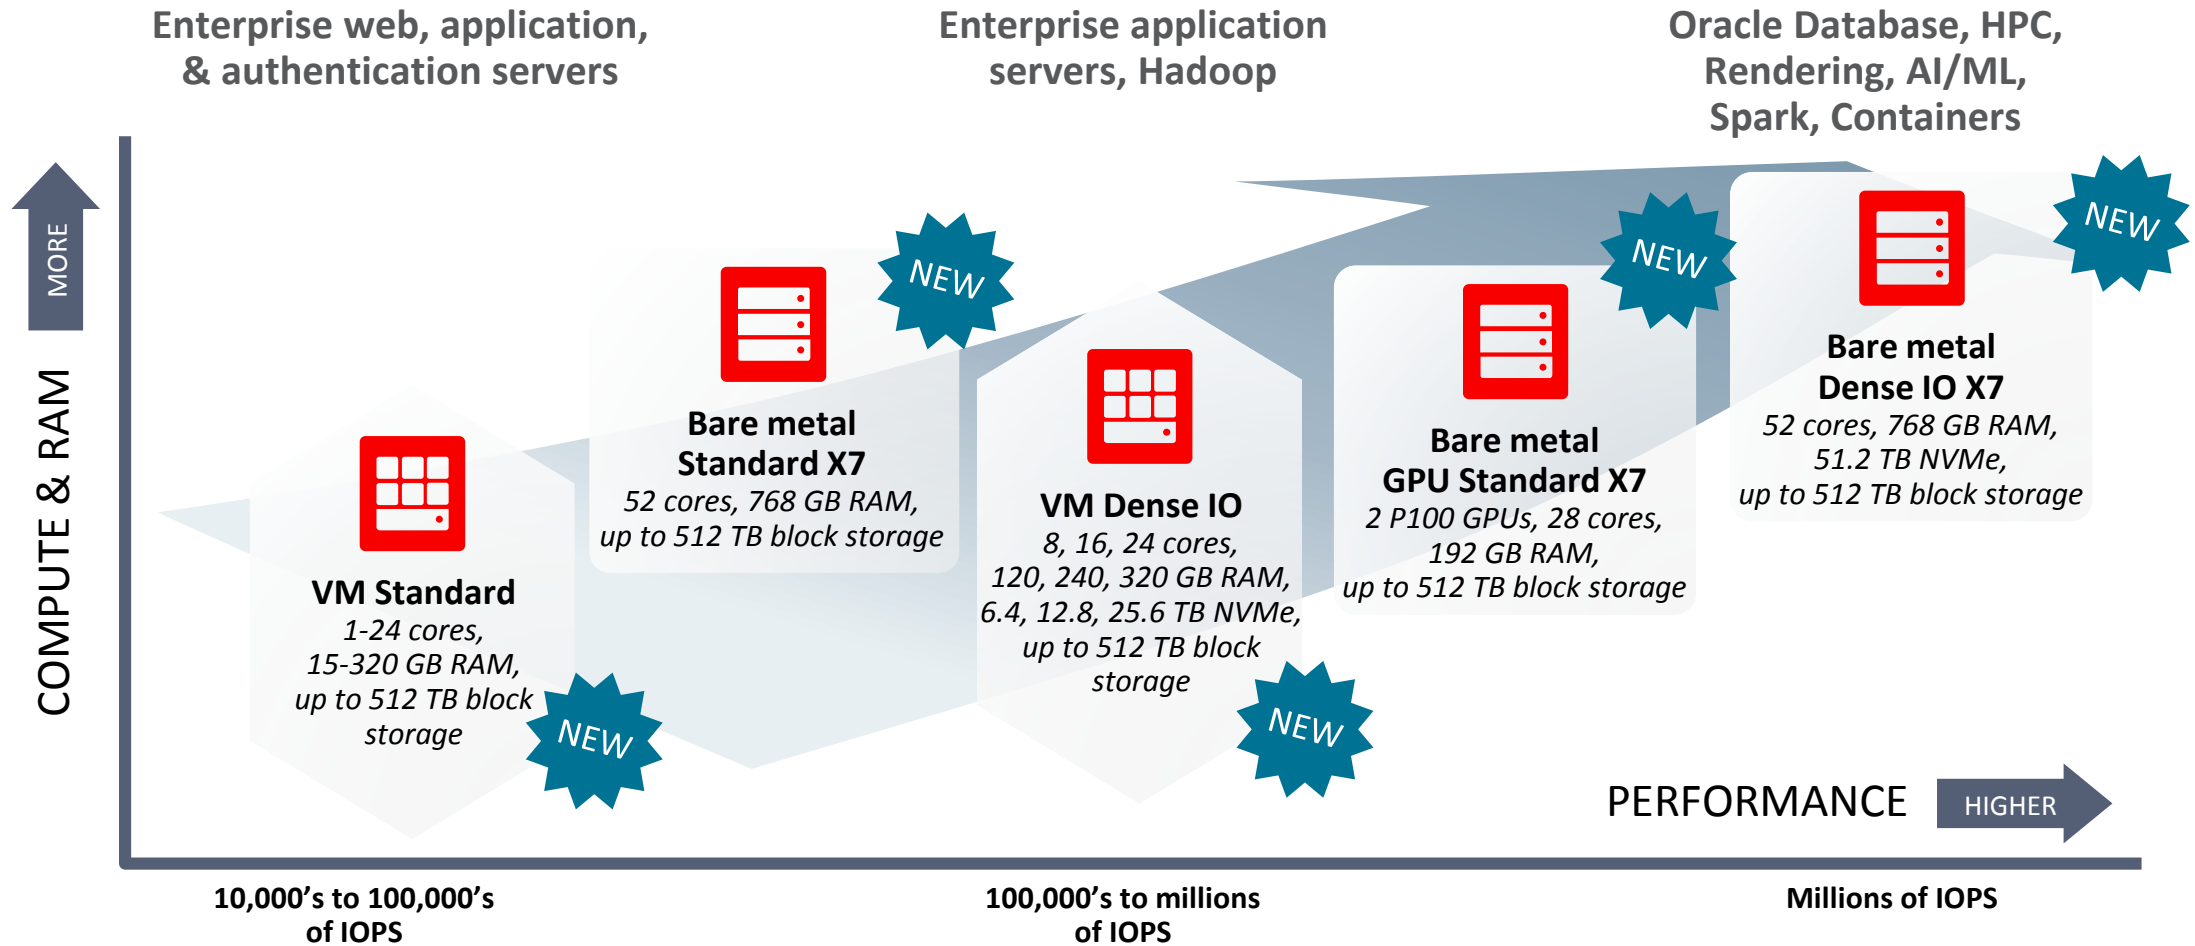 Enterprise web, application,
& authentication servers
Enterprise application
servers, Hadoop
Oracle Database, HPC,
Rendering, AI/ML,
Spark, Containers
MORE
COMPUTE & RAM
VM Standard
1-24 cores,
15-320 GB RAM,
up to 512 TB block
storage
NEW
Bare metal
Standard X7
52 cores, 768 GB RAM,
up to 512 TB block storage
NEW
VM Dense IO
8, 16, 24 cores,
120, 240, 320 GB RAM,
6.4, 12.8, 25.6 TB NVMe,
up to 512 TB block
storage
NEW
Bare metal
GPU Standard X7
2 P100 GPUs, 28 cores,
192 GB RAM,
up to 512 TB block storage
NEW
Bare metal
Dense IO X7
52 cores, 768 GB RAM,
51.2 TB NVMe,
up to 512 TB block storage
NEW
PERFORMANCE
HIGHER
10,000’s to 100,000’s
of IOPS
100,000’s to millions
of IOPS
Millions of IOPS